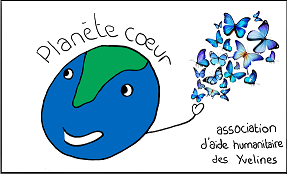 Planète cœur
association
d'aide humanitaire
des Yvelines